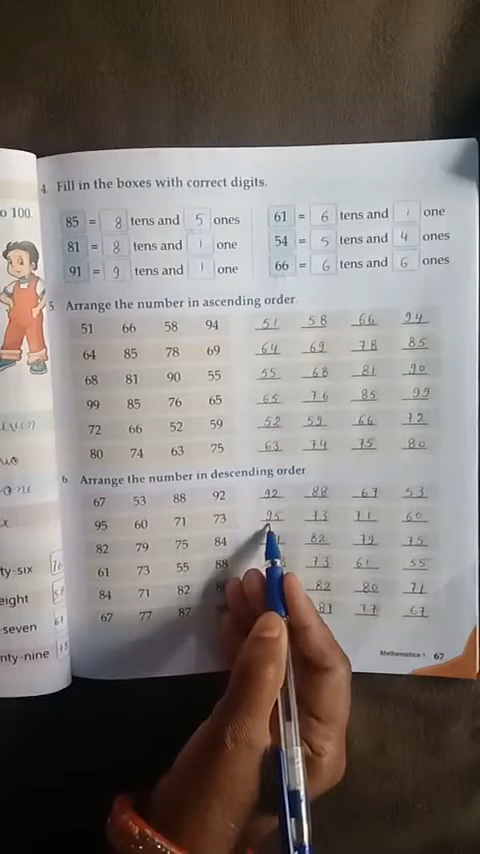 o 100.
4. Fill in the boxes with correct digits.
85 = 8 tens and 5 ones
61 = 6 tens and 1 one
81 = 8 tens and 1 one
54 = 5 tens and 4 ones
91 = 9 tens and 1 one
66 = 6 tens and 6 ones
5. Arrange the number in ascending order.
51 66 58 94 51 58 66 94
64 85 78 69 64 69 78 85
68 81 90 55 55 68 81 90
99 85 76 65 65 76 85 99
72 66 52 59 52 59 66 72
80 74 63 75 63 74 75 80
6. Arrange the number in descending order.
67 53 88 92 92 88 67 53
95 60 71 73 95 73 71 60
82 79 75 84 82 79 75
61 73 55 88 73 61 55
84 71 82 82 80 71
67 77 87 87 77 67
ty-six
eight
-seven
nty-nine
Mathematics-1 67